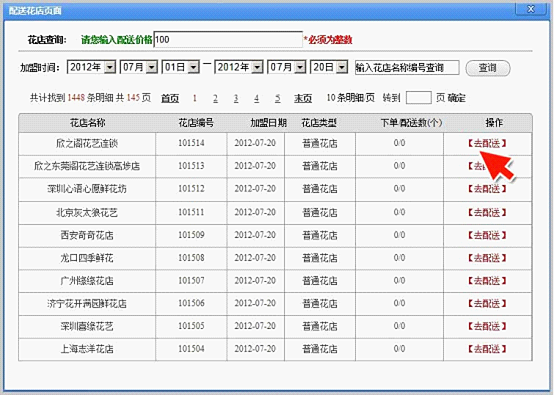 配送花店页面
花店查询: 请您输入配送价格 100 *必须为整数
加盟时间: 2012年 07月 01日 — 2012年 07月 20日 输入花店名称编号查询 查询
共计找到 1448 条明细 共 145 页 首页 1 2 3 4 5 末页 10 条明细/页 转到 页 确定
花店名称 花店编号 加盟日期 花店类型 下单/配送数(个) 操作
欣之阁花艺连锁 101514 2012-07-20 普通花店 0/0 【去配送】
欣之东莞阁花艺连锁高埗店 101513 2012-07-20 普通花店 0/0 【去配送】
深圳心语心愿鲜花坊 101512 2012-07-20 普通花店 0/0 【去配送】
北京灰太狼花艺 101511 2012-07-20 普通花店 0/0 【去配送】
西安奇奇花店 101509 2012-07-20 普通花店 0/0 【去配送】
龙口四季鲜花 101508 2012-07-20 普通花店 0/0 【去配送】
广州缘缘花店 101507 2012-07-20 普通花店 0/0 【去配送】
济宁花开满园鲜花店 101506 2012-07-20 普通花店 0/0 【去配送】
深圳喜缘花艺 101505 2012-07-20 普通花店 0/0 【去配送】
上海志洋花店 101504 2012-07-20 普通花店 0/0 【去配送】